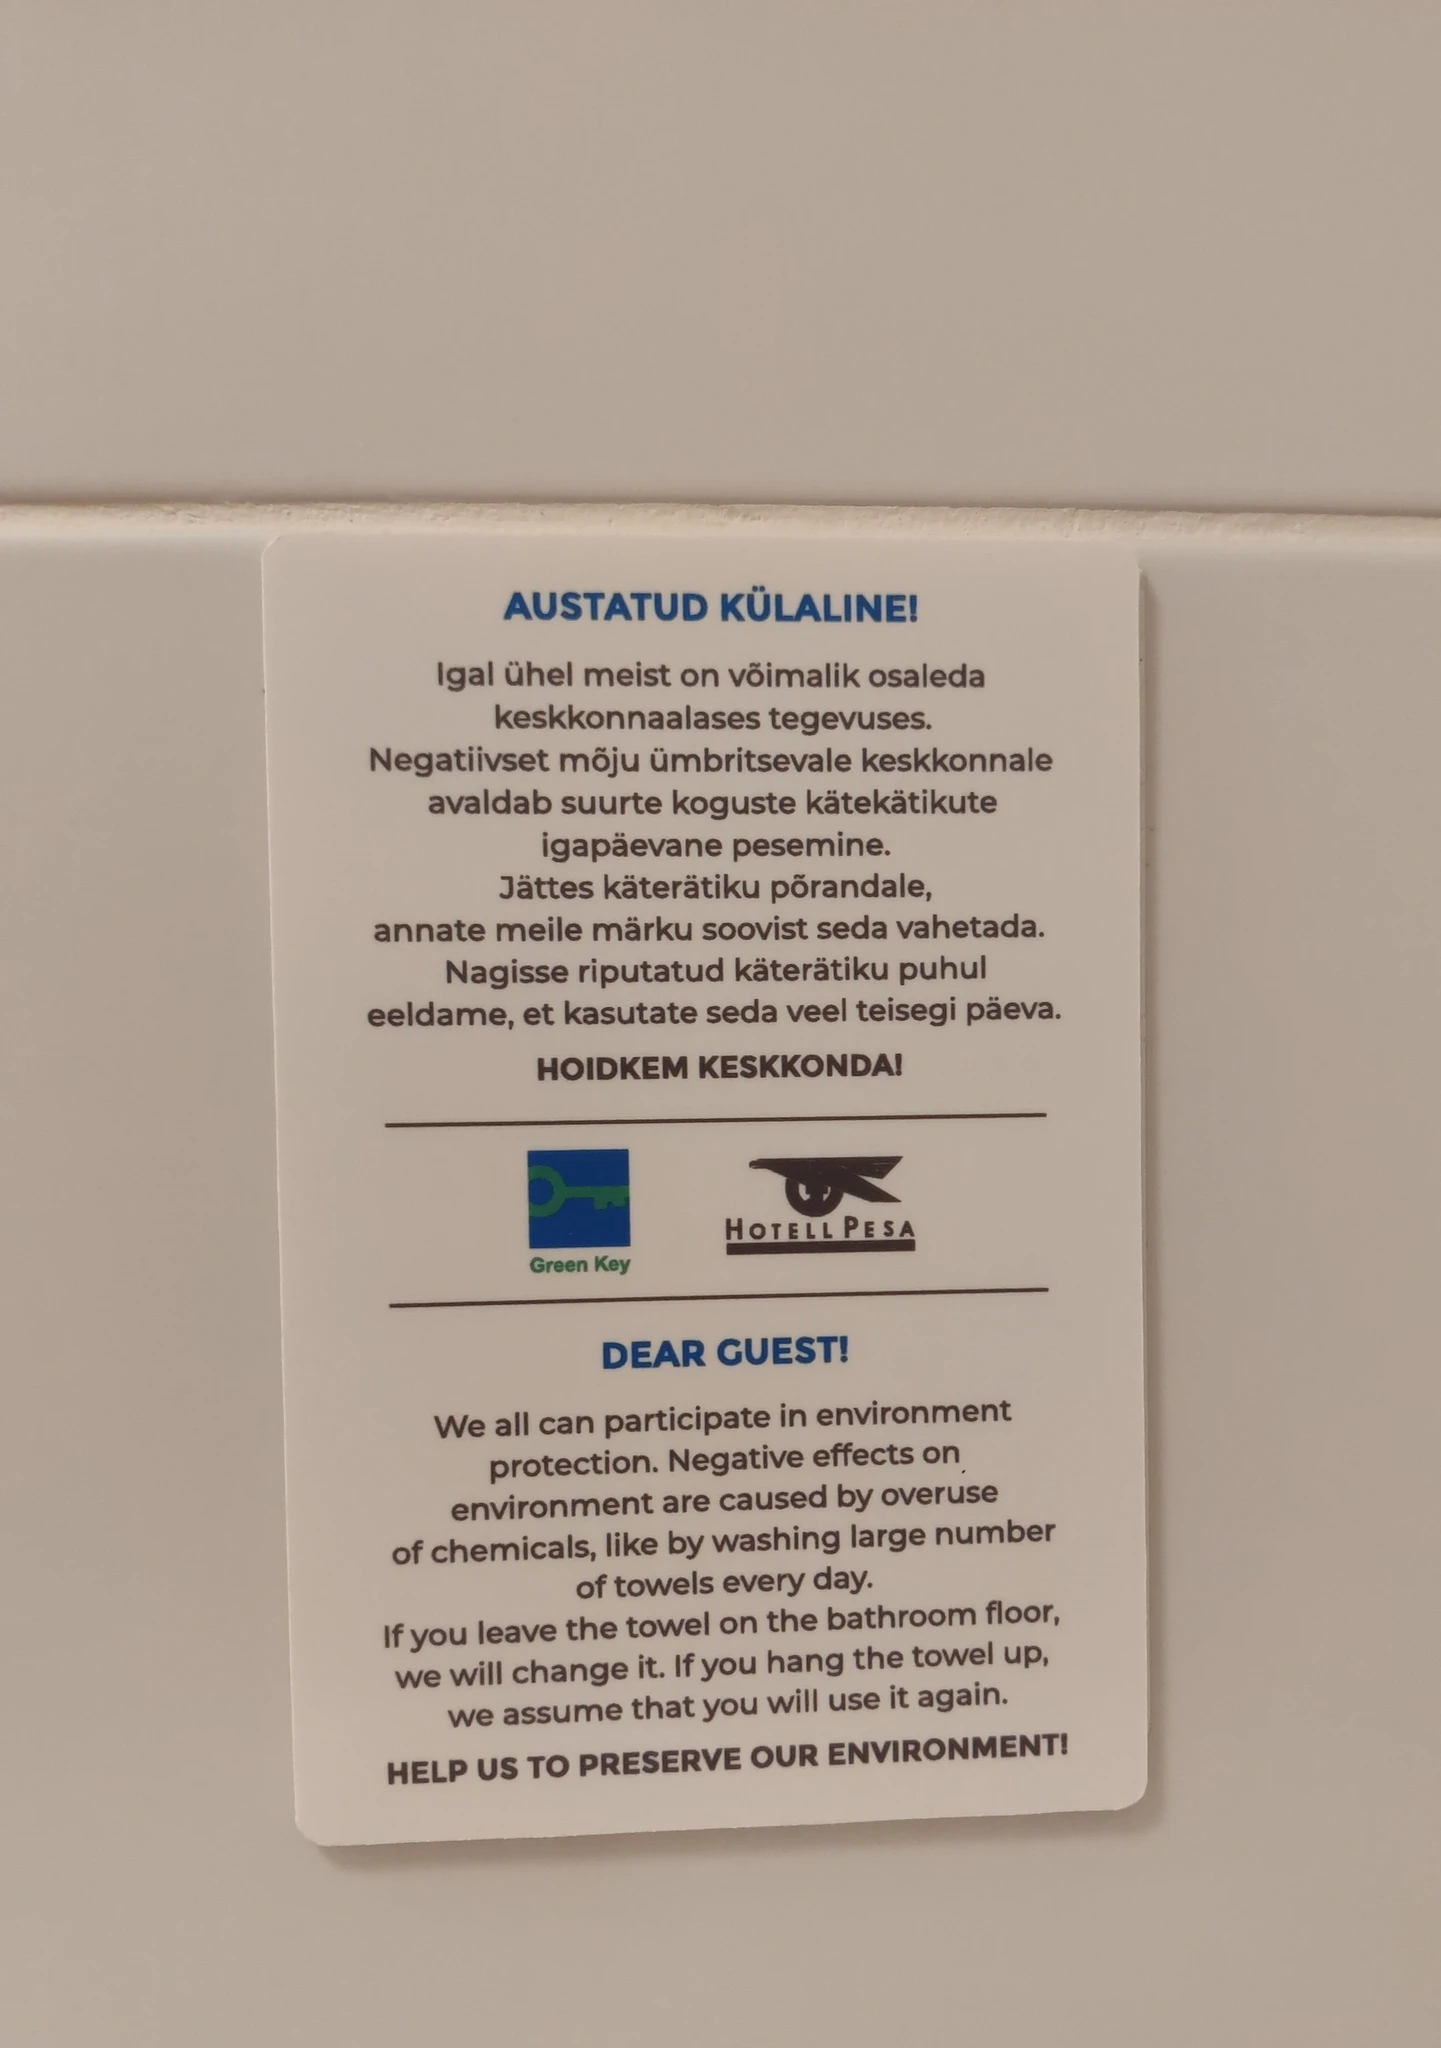 AUSTATUD KÜLALINE!
Igal ühel meist on võimalik osaleda
keskkonnaalases tegevuses.
Negatiivset mõju ümbritsevale keskkonnale
avaldab suurte koguste kätekätikute
igapäevane pesemine.
Jättes käterätiku põrandale,
annate meile märku soovist seda vahetada.
Nagisse riputatud käterätiku puhul
eeldame, et kasutate seda veel teisegi päeva.
HOIDKEM KESKKONDA!
Green Key
HOTELL PESA
DEAR GUEST!
We all can participate in environment
protection. Negative effects on
environment are caused by overuse
of chemicals, like by washing large number
of towels every day.
If you leave the towel on the bathroom floor,
we will change it. If you hang the towel up,
we assume that you will use it again.
HELP US TO PRESERVE OUR ENVIRONMENT!